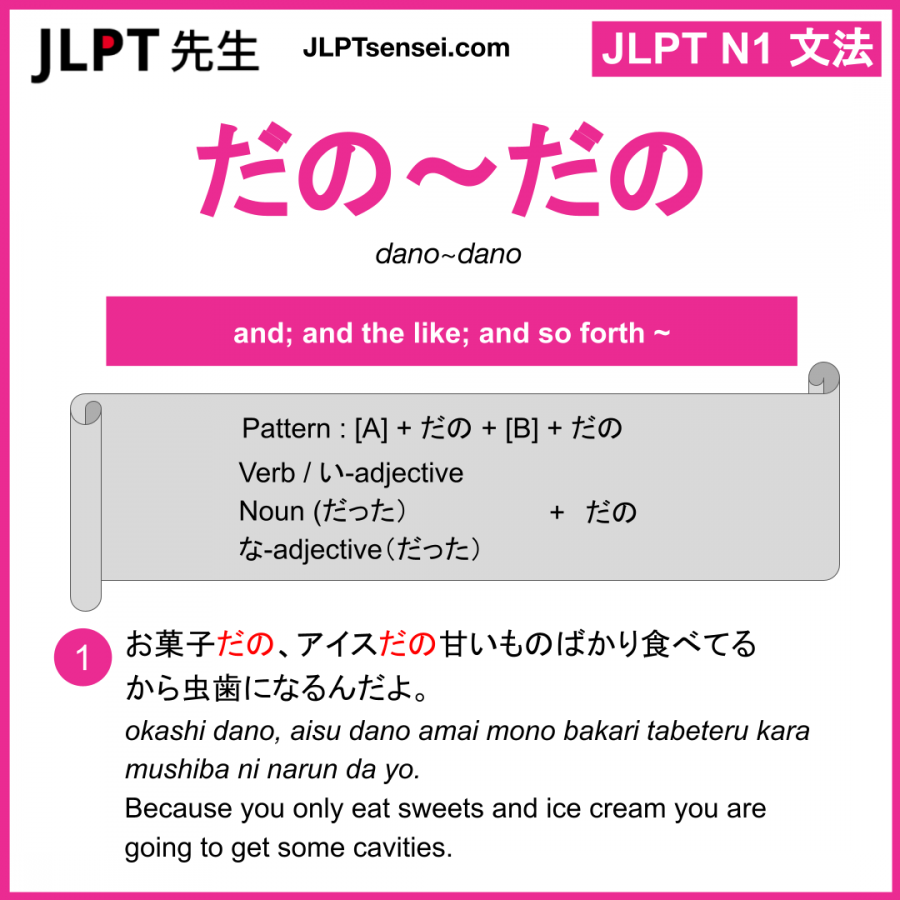 JLPT 先生
JLPTsensei.com
JLPT N1 文法
だの～だの
dano~dano
and; and the like; and so forth ~
Pattern : [A] + だの + [B] + だの
Verb / い-adjective
Noun (だった）
+ だの
な-adjective（だった）
1
お菓子だの、アイスだの甘いものばかり食べてる
から虫歯になるんだよ。
okashi dano, aisu dano amai mono bakari tabeteru kara
mushiba ni narun da yo.
Because you only eat sweets and ice cream you are
going to get some cavities.